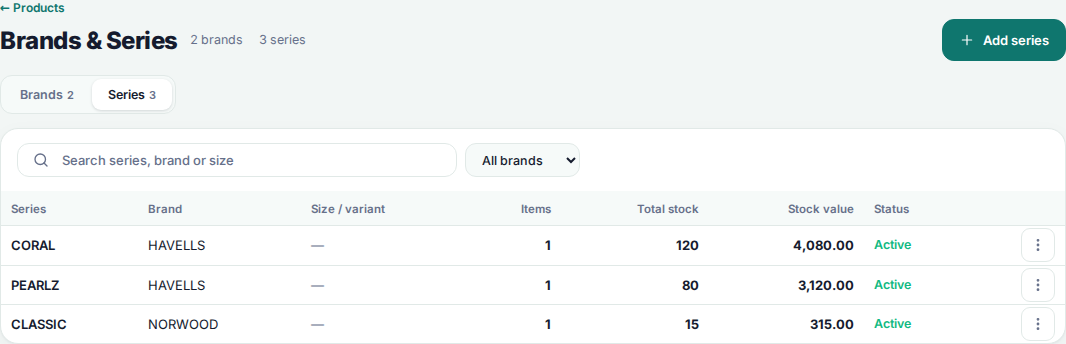 ← Products
Brands & Series 2 brands 3 series
+ Add series
Brands 2 Series 3
Search series, brand or size All brands
Series Brand Size / variant Items Total stock Stock value Status
CORAL HAVELLS — 1 120 4,080.00 Active
PEARLZ HAVELLS — 1 80 3,120.00 Active
CLASSIC NORWOOD — 1 15 315.00 Active